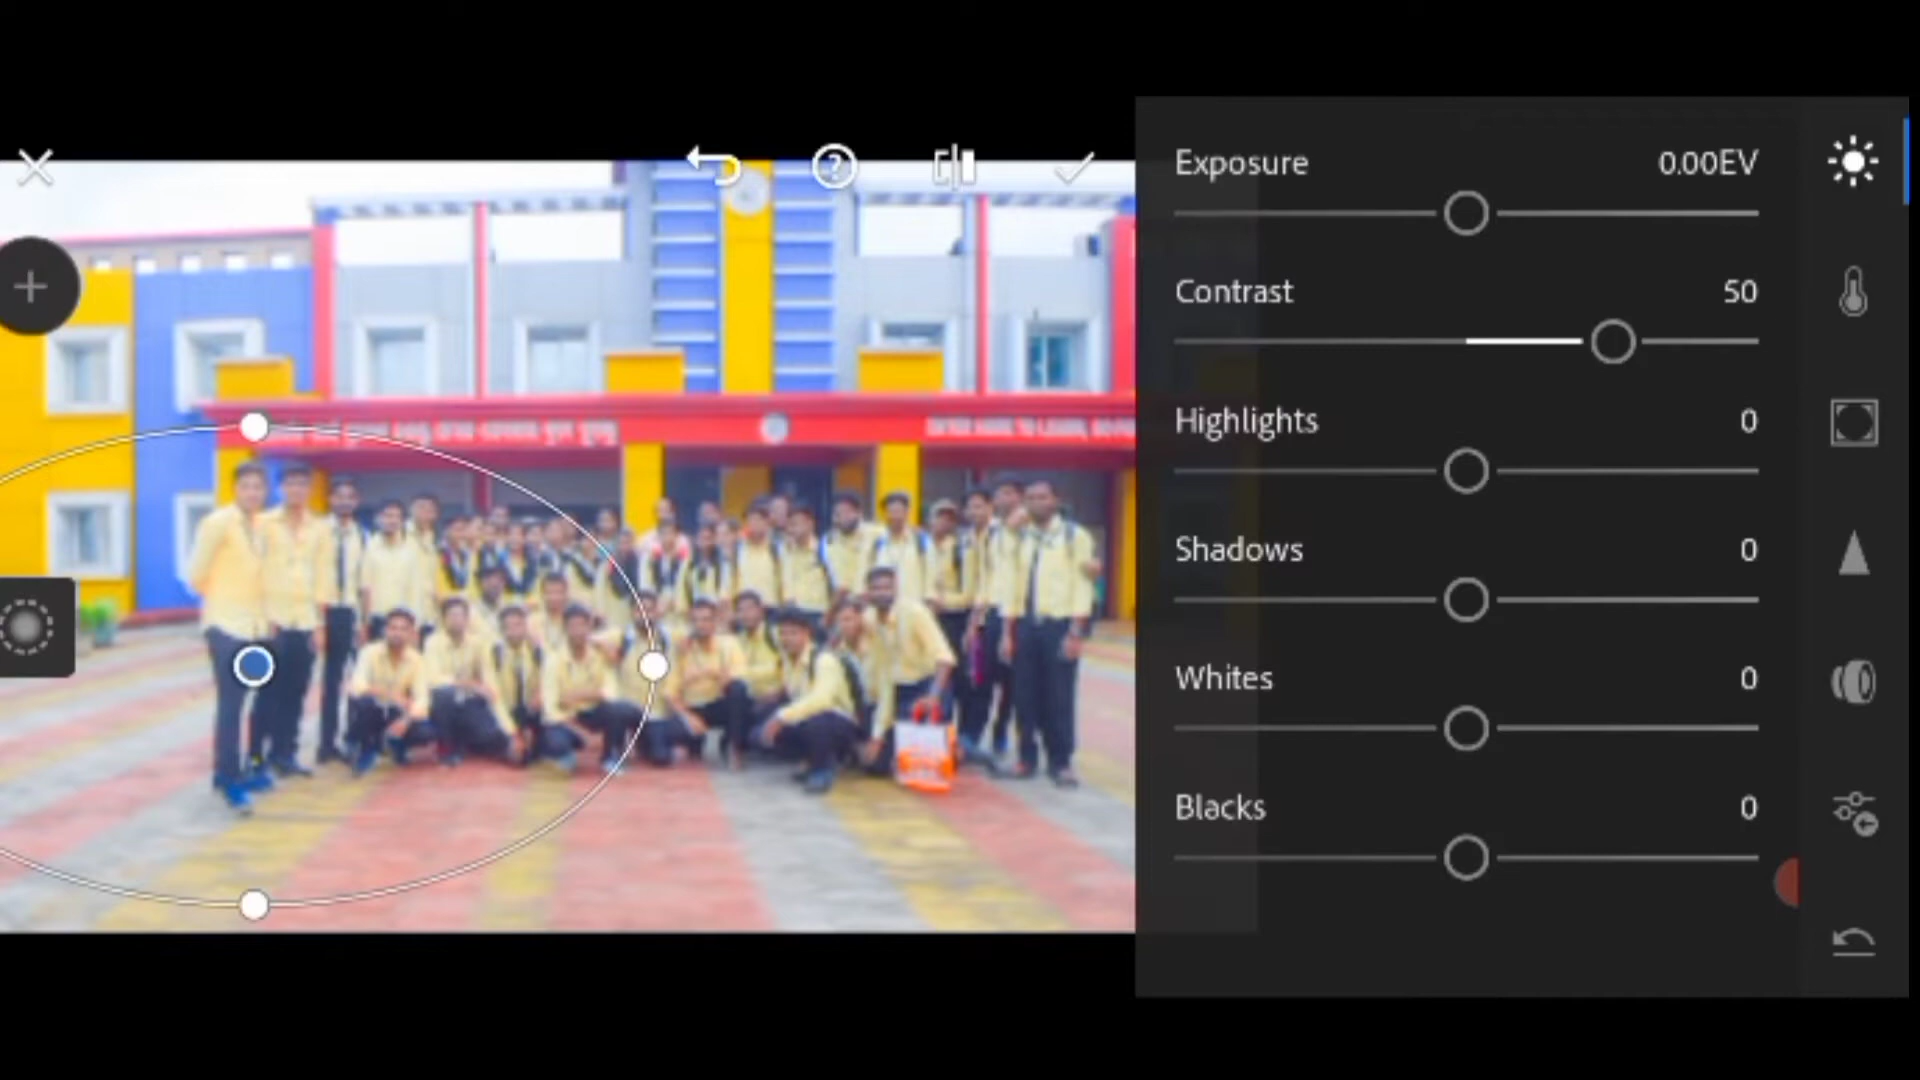 Exposure 0.00EV
Contrast 50
Highlights 0
Shadows 0
Whites 0
Blacks 0